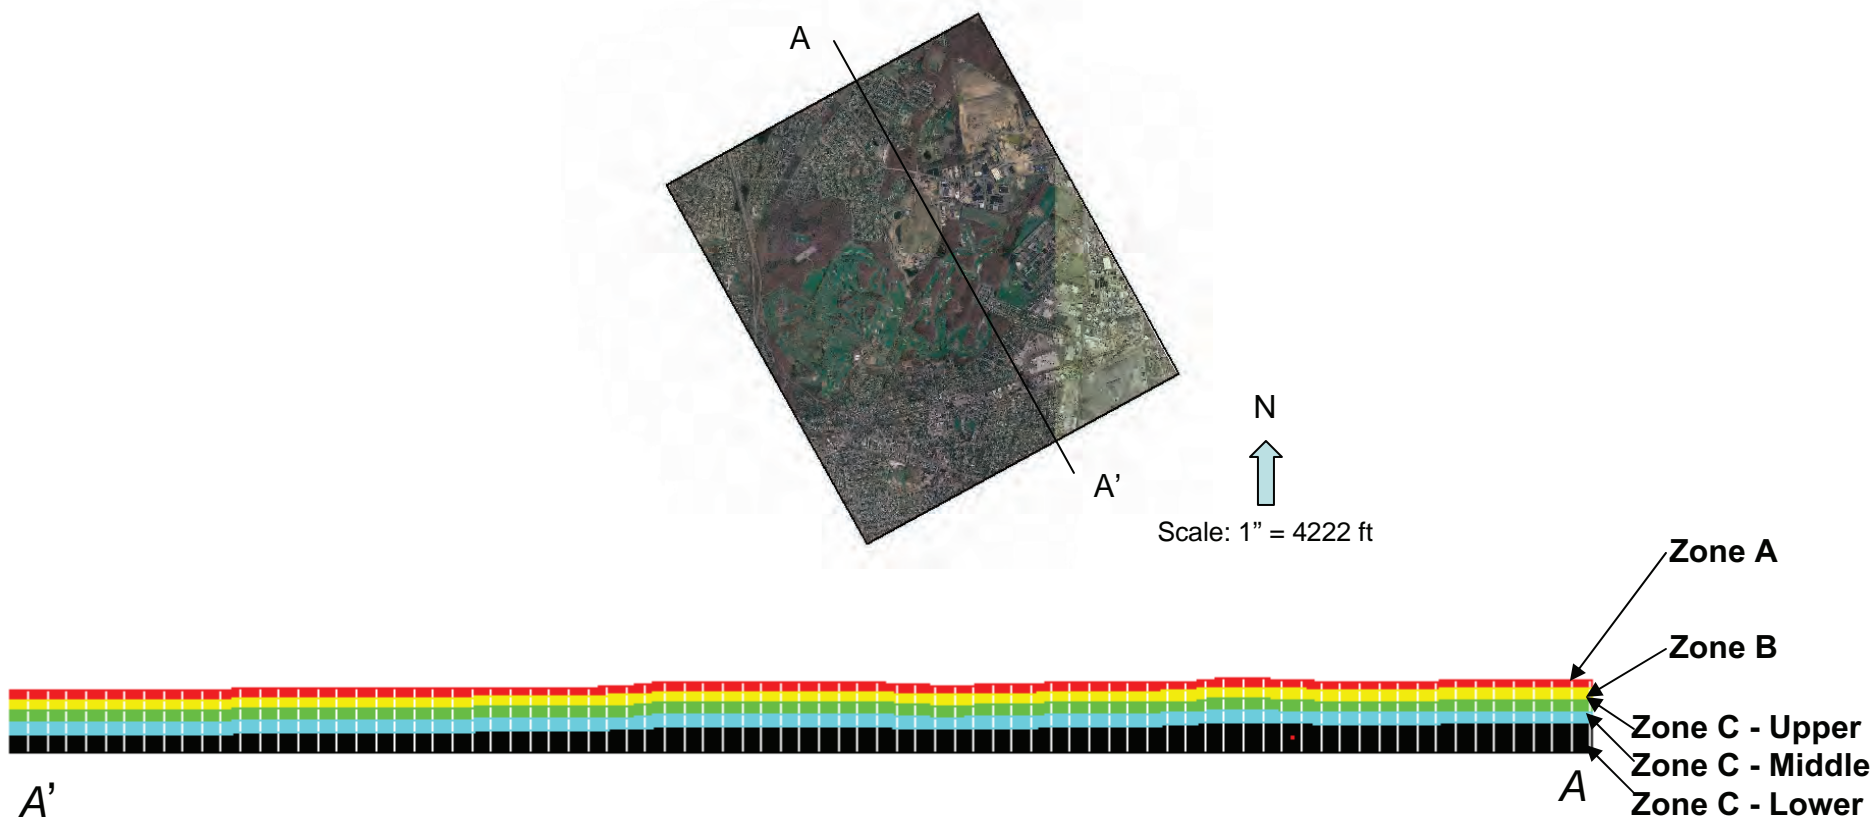 A
A’
N
Scale: 1” = 4222 ft
Zone A
Zone B
Zone C - Upper
Zone C - Middle
Zone C - Lower
A’
A